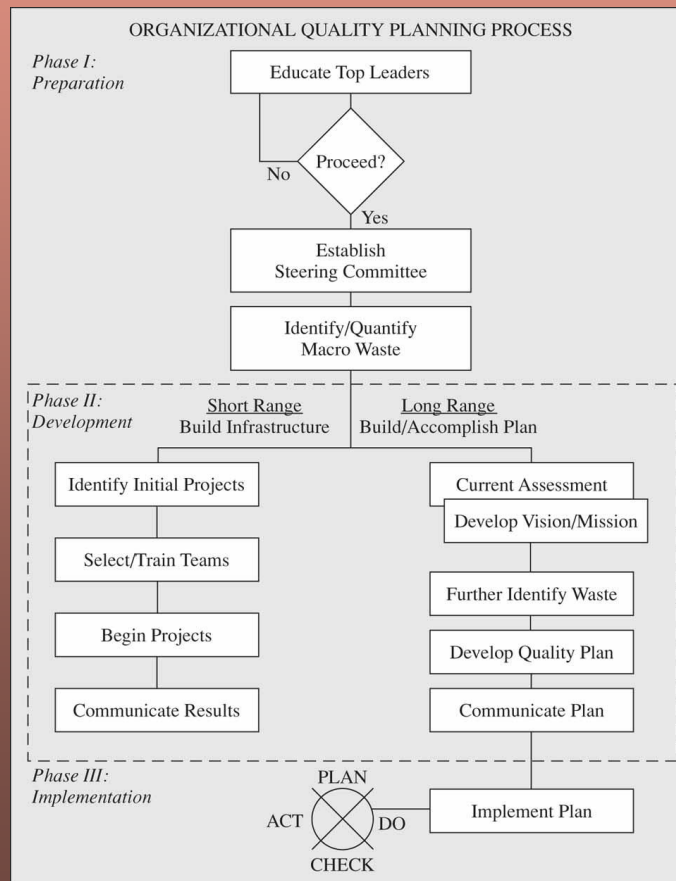 ORGANIZATIONAL QUALITY PLANNING PROCESS
Phase I:
Preparation
Educate Top Leaders
Proceed?
No
Yes
Establish
Steering Committee
Identify/Quantify
Macro Waste
Phase II:
Development
Short Range
Build Infrastructure
Long Range
Build/Accomplish Plan
Identify Initial Projects
Select/Train Teams
Begin Projects
Communicate Results
Current Assessment
Develop Vision/Mission
Further Identify Waste
Develop Quality Plan
Communicate Plan
Phase III:
Implementation
PLAN
ACT
DO
CHECK
Implement Plan